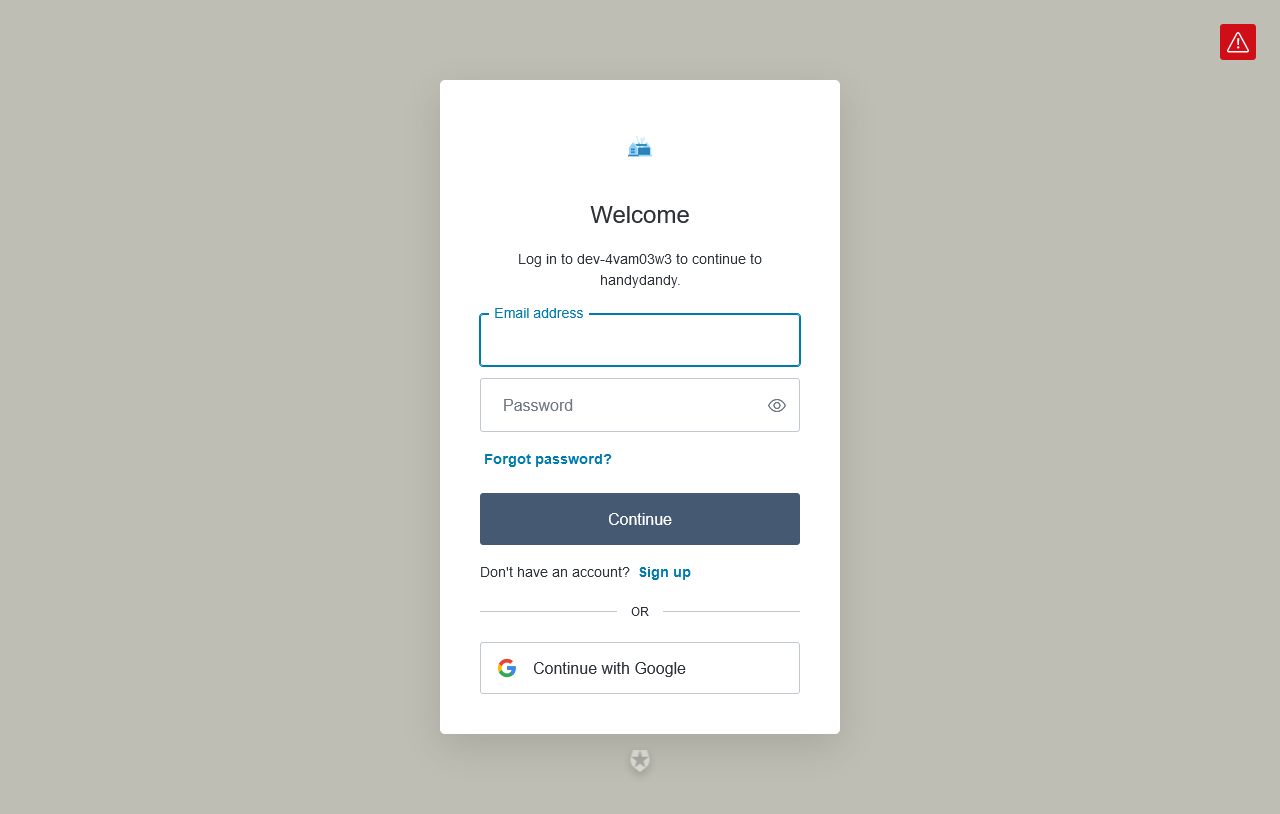 Welcome
Log in to dev-4vam03w3 to continue to
handydandy.
Email address
Password
Forgot password?
Continue
Don't have an account? Sign up
OR
Continue with Google